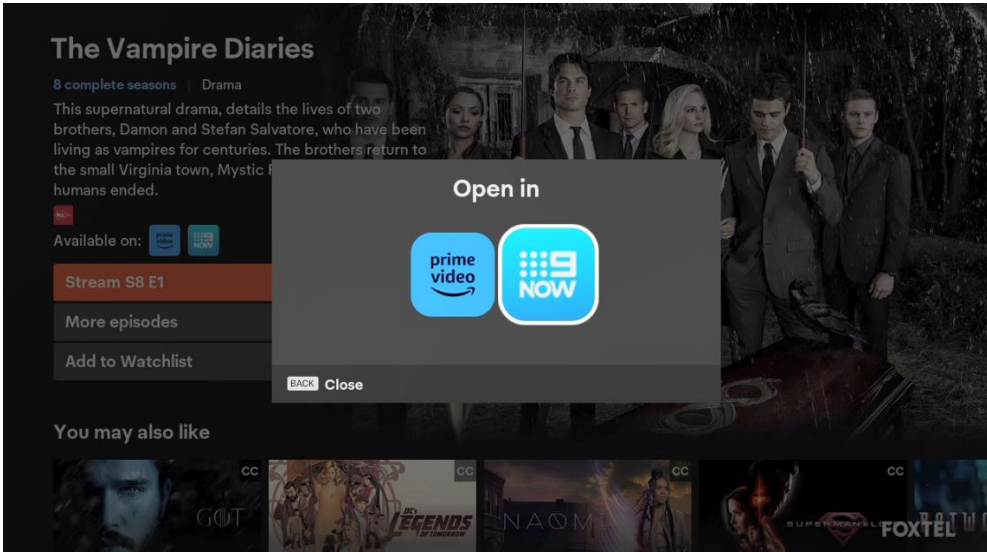 The Vampire Diaries
8 complete seasons | Drama
This supernatural drama, details the lives of two
brothers, Damon and Stefan Salvatore, who have been
living as vampires for centuries. The brothers return to
the small Virginia town, Mystic F
humans ended.
Available on: prime video 9 NOW
Stream S8 E1
More episodes
Add to Watchlist
Open in
prime
video
9
NOW
BACK Close
You may also like
CC
CC
CC
CC
GOT
DC's
LEGENDS
OF TOMORROW
NAOMI
SUPERMAN & L
FOXTEL